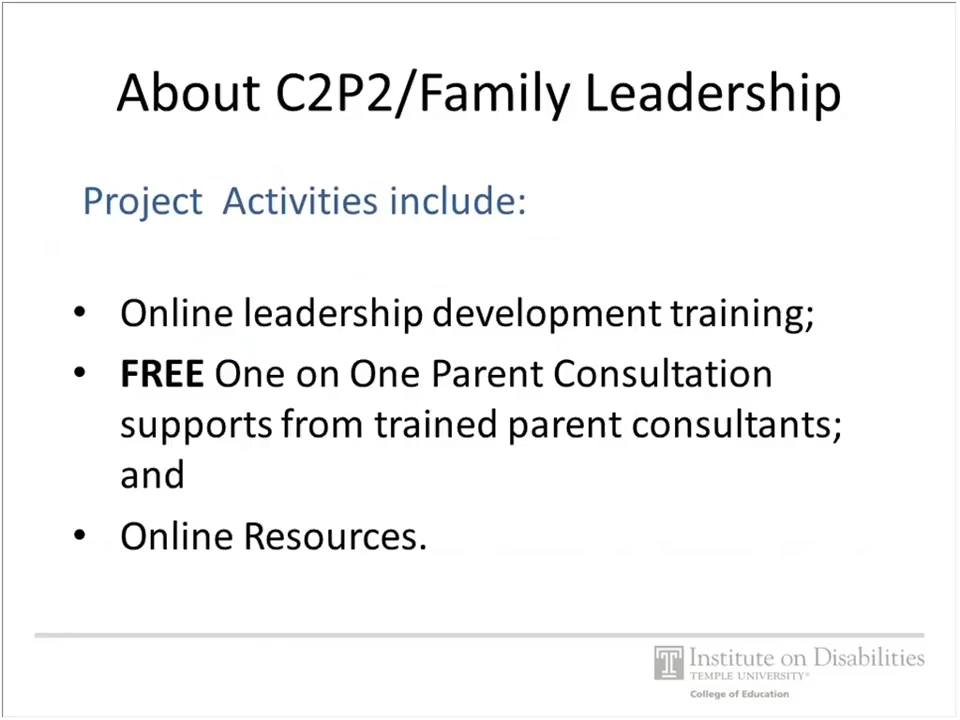 About C2P2/Family Leadership
Project Activities include:
• Online leadership development training;
• FREE One on One Parent Consultation
supports from trained parent consultants;
and
• Online Resources.
Institute on Disabilities
TEMPLE UNIVERSITY®
College of Education